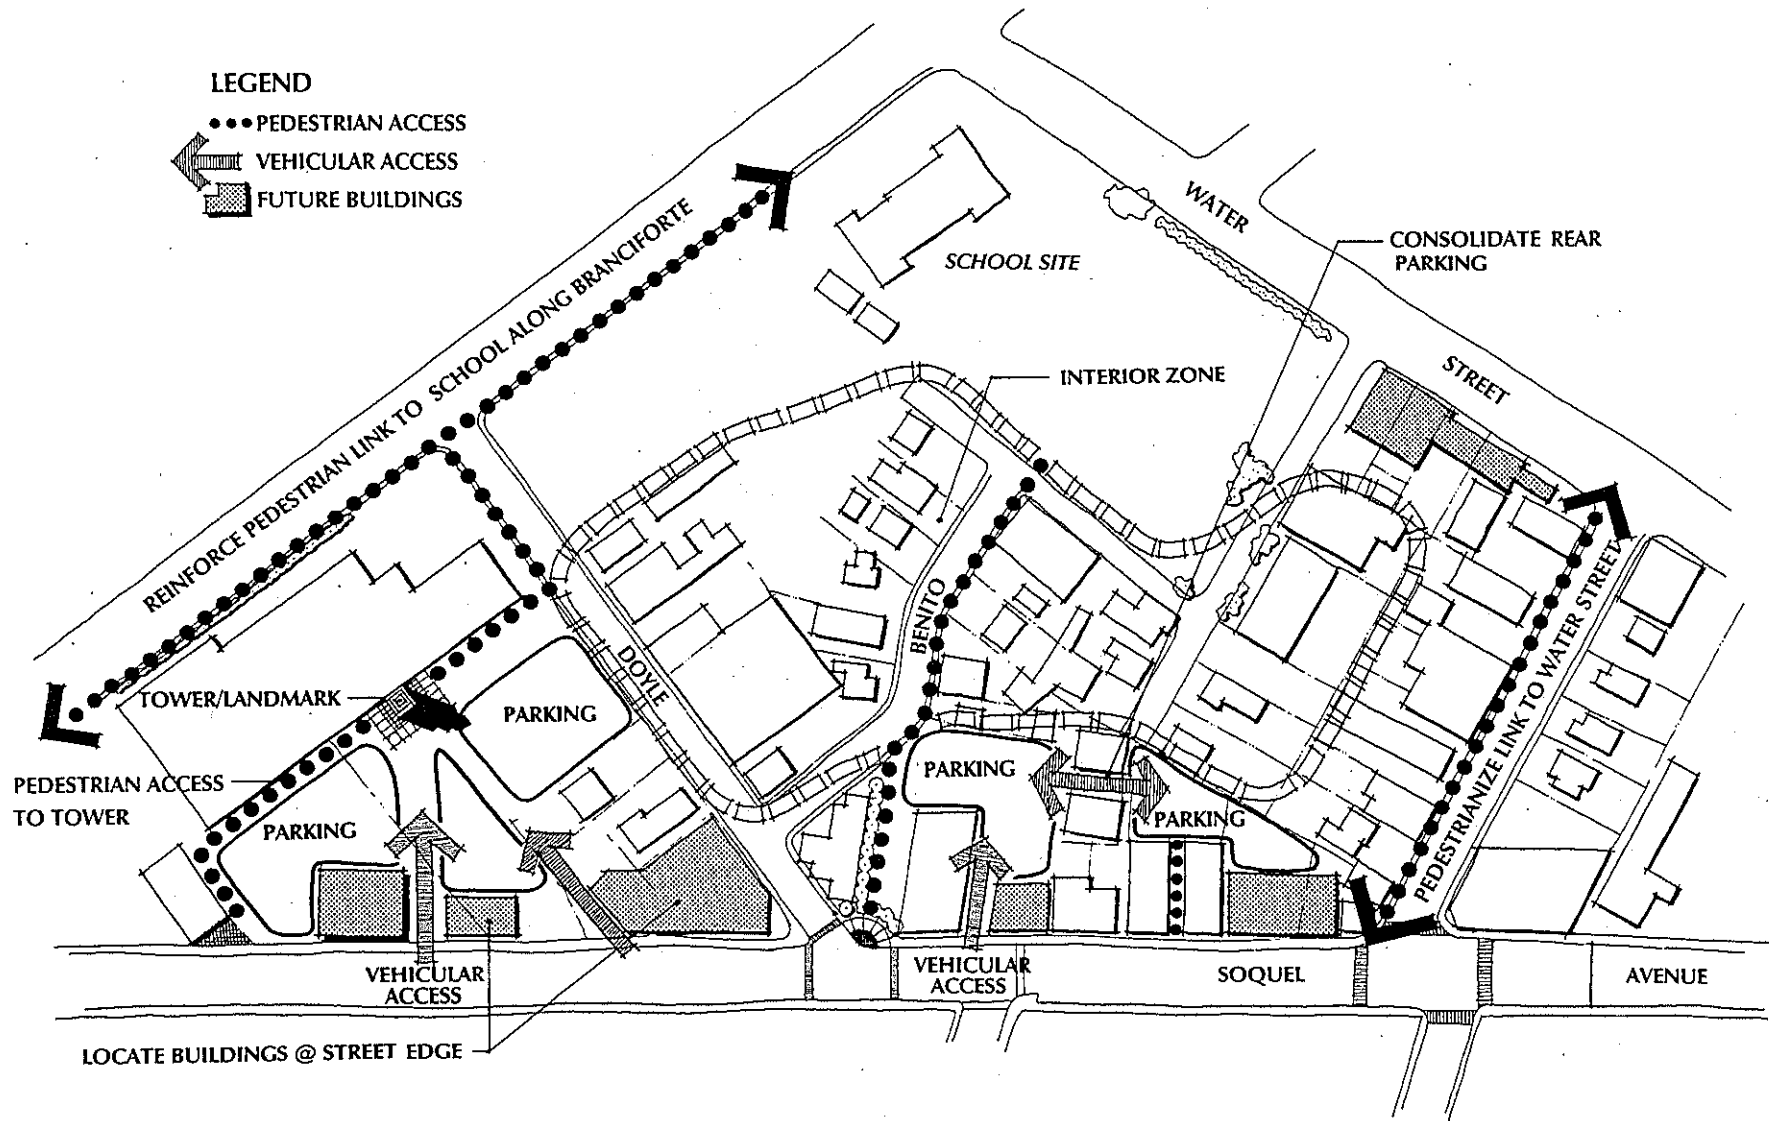 LEGEND
PEDESTRIAN ACCESS
VEHICULAR ACCESS
FUTURE BUILDINGS
REINFORCE PEDESTRIAN LINK TO SCHOOL ALONG BRANCIFORTE
SCHOOL SITE
WATER
STREET
CONSOLIDATE REAR
PARKING
INTERIOR ZONE
BENITO
DOYLE
TOWER/LANDMARK
PARKING
PEDESTRIAN ACCESS
TO TOWER
PARKING
PARKING
PARKING
PEDESTRIANIZE LINK TO WATER STREET
VEHICULAR
ACCESS
VEHICULAR
ACCESS
SOQUEL
AVENUE
LOCATE BUILDINGS @ STREET EDGE